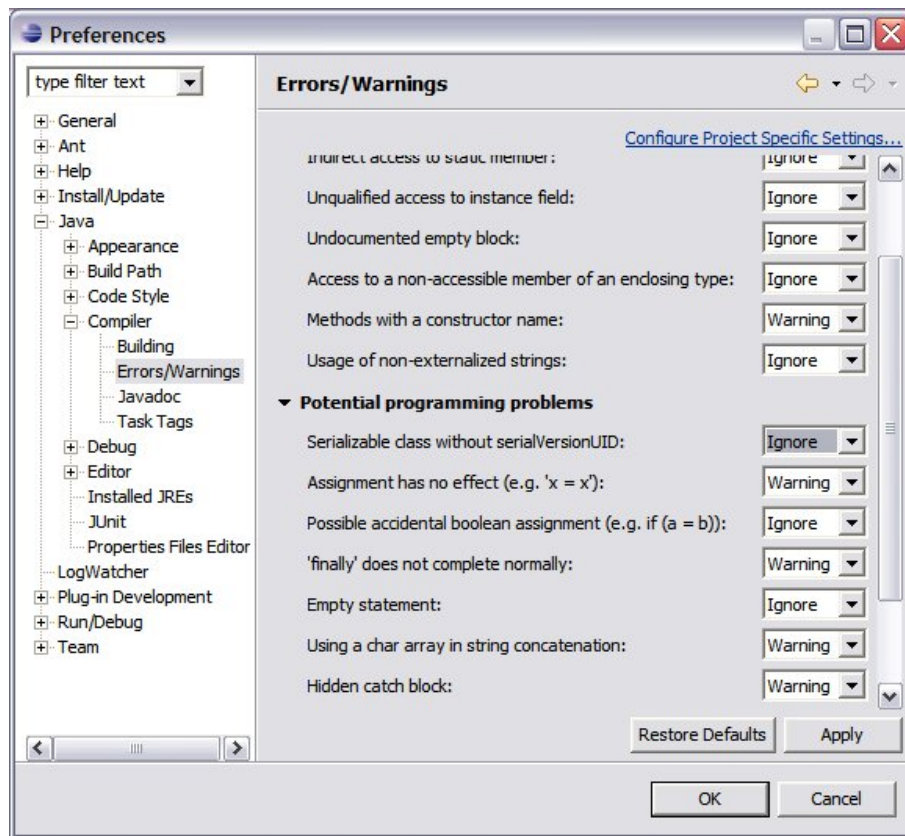 Preferences
type filter text
General
Ant
Help
Install/Update
Java
Appearance
Build Path
Code Style
Compiler
Building
Errors/Warnings
Javadoc
Task Tags
Debug
Editor
Installed JREs
JUnit
Properties Files Editor
LogWatcher
Plug-in Development
Run/Debug
Team
Errors/Warnings
Configure Project Specific Settings...
Indirect access to static member: Ignore
Unqualified access to instance field: Ignore
Undocumented empty block: Ignore
Access to a non-accessible member of an enclosing type: Ignore
Methods with a constructor name: Warning
Usage of non-externalized strings: Ignore
Potential programming problems
Serializable class without serialVersionUID: Ignore
Assignment has no effect (e.g. 'x = x'): Warning
Possible accidental boolean assignment (e.g. if (a = b)): Ignore
'finally' does not complete normally: Warning
Empty statement: Ignore
Using a char array in string concatenation: Warning
Hidden catch block: Warning
Restore Defaults Apply
OK Cancel